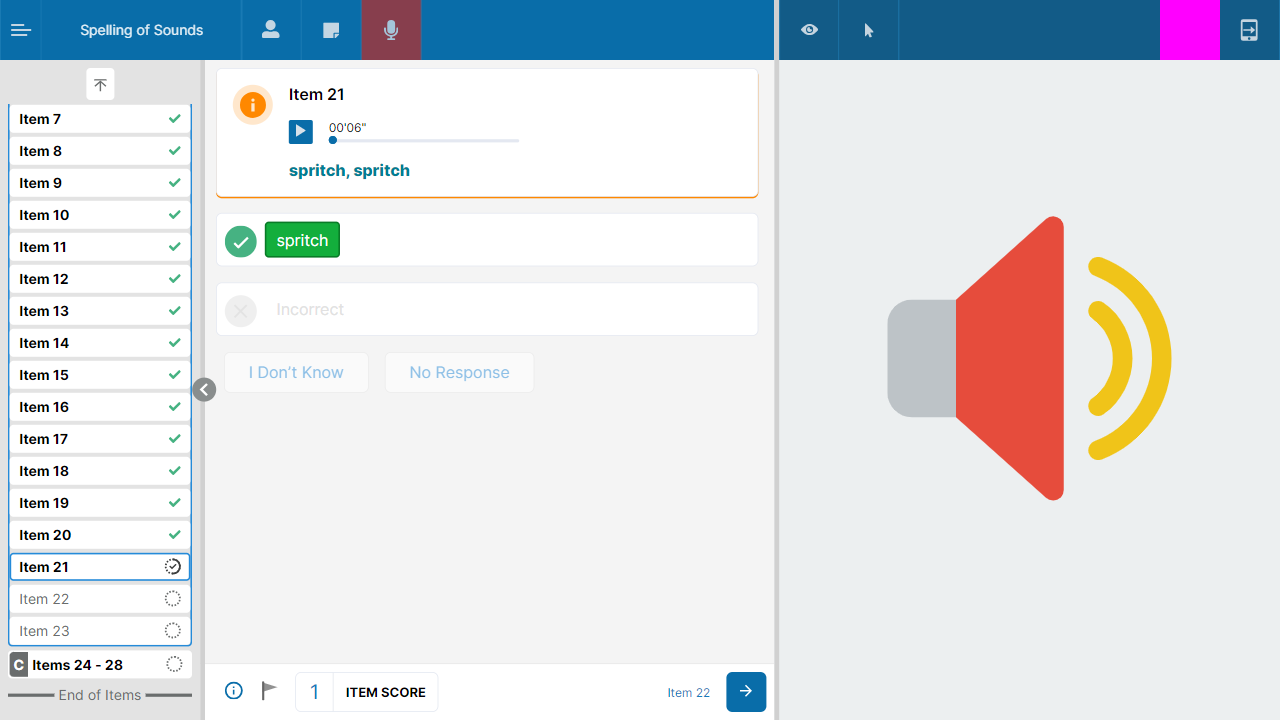 Spelling of Sounds
Item 7
Item 8
Item 9
Item 10
Item 11
Item 12
Item 13
Item 14
Item 15
Item 16
Item 17
Item 18
Item 19
Item 20
Item 21
Item 22
Item 23
C Items 24 - 28
End of Items
Item 21
00'06"
spritch, spritch
spritch
Incorrect
I Don’t Know
No Response
1 ITEM SCORE
Item 22